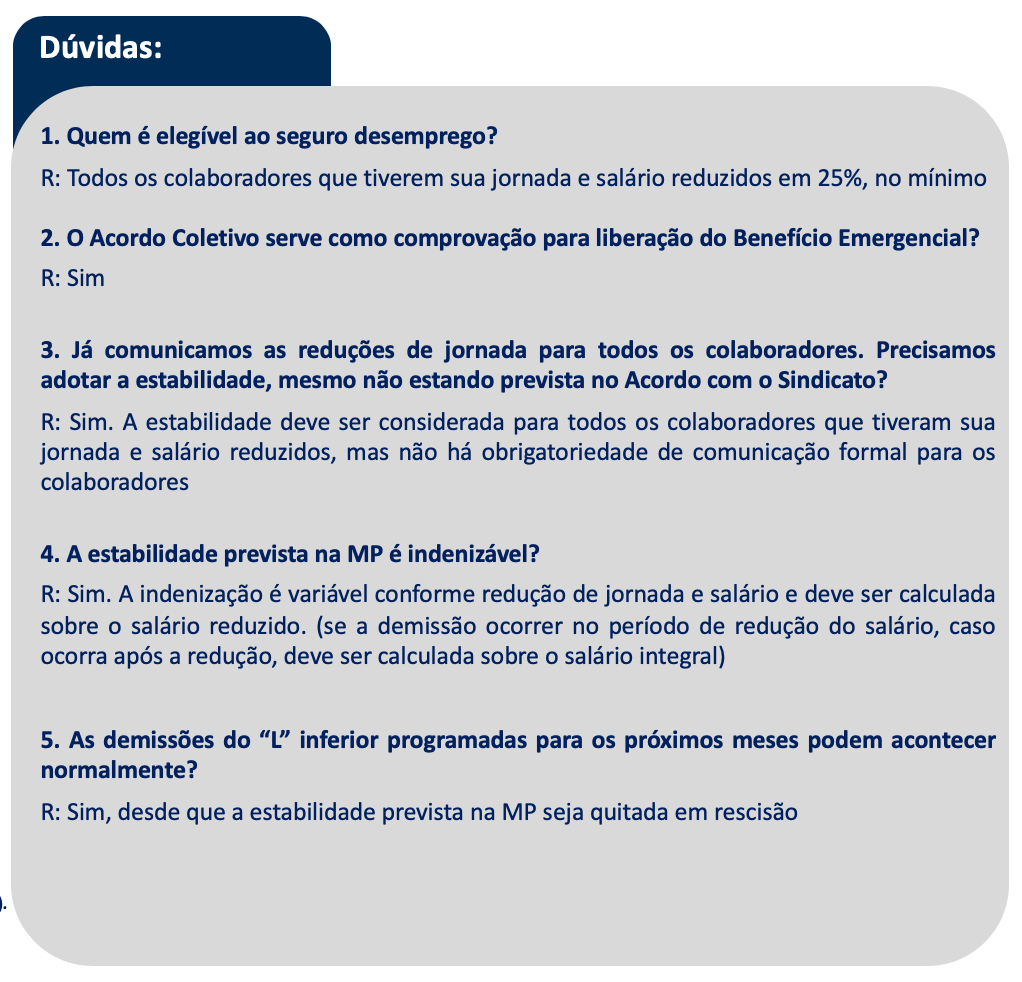 Dúvidas:
1. Quem é elegível ao seguro desemprego?
R: Todos os colaboradores que tiverem sua jornada e salário reduzidos em 25%, no mínimo
2. O Acordo Coletivo serve como comprovação para liberação do Benefício Emergencial?
R: Sim
3. Já comunicamos as reduções de jornada para todos os colaboradores. Precisamos
adotar a estabilidade, mesmo não estando prevista no Acordo com o Sindicato?
R: Sim. A estabilidade deve ser considerada para todos os colaboradores que tiveram sua
jornada e salário reduzidos, mas não há obrigatoriedade de comunicação formal para os
colaboradores
4. A estabilidade prevista na MP é indenizável?
R: Sim. A indenização é variável conforme redução de jornada e salário e deve ser calculada
sobre o salário reduzido. (se a demissão ocorrer no período de redução do salário, caso
ocorra após a redução, deve ser calculada sobre o salário integral)
5. As demissões do “L” inferior programadas para os próximos meses podem acontecer
normalmente?
R: Sim, desde que a estabilidade prevista na MP seja quitada em rescisão
).